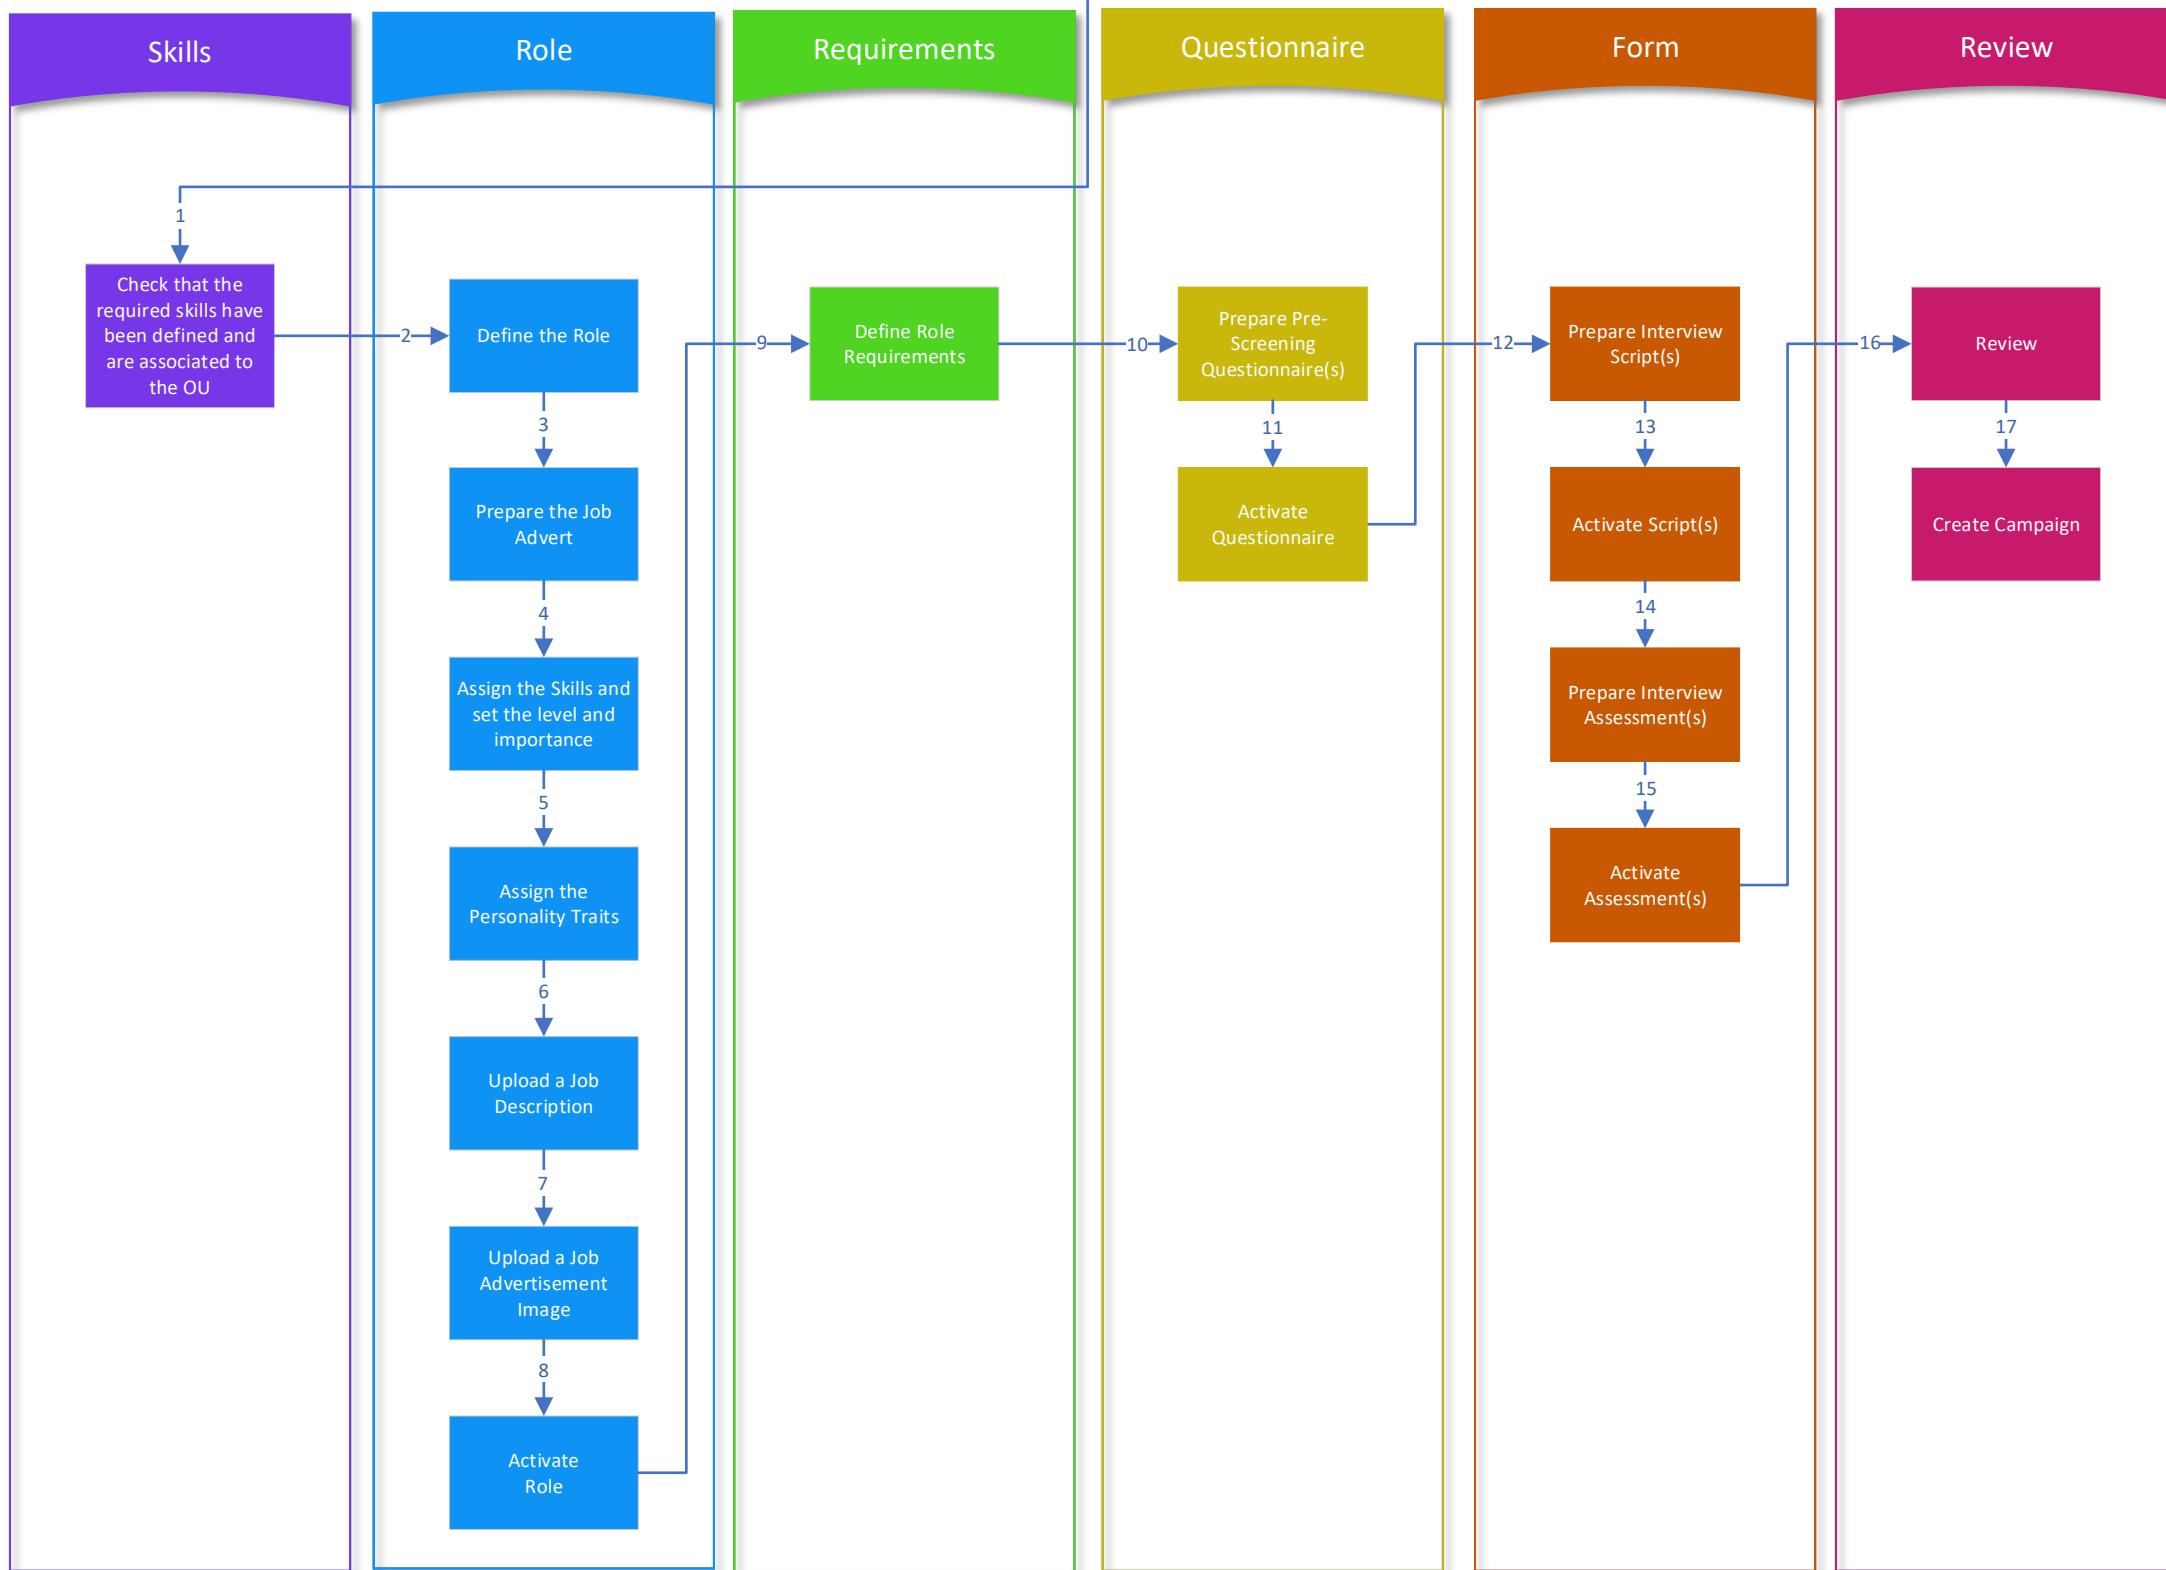 Skills
Role
Requirements
Questionnaire
Form
Review
1
Check that the
required skills have
been defined and
are associated to
the OU
2
Define the Role
3
Prepare the Job
Advert
4
Assign the Skills and
set the level and
importance
5
Assign the
Personality Traits
6
Upload a Job
Description
7
Upload a Job
Advertisement
Image
8
Activate
Role
9
Define Role
Requirements
10
Prepare Pre-
Screening
Questionnaire(s)
11
Activate
Questionnaire
12
Prepare Interview
Script(s)
13
Activate Script(s)
14
Prepare Interview
Assessment(s)
15
Activate
Assessment(s)
16
Review
17
Create Campaign